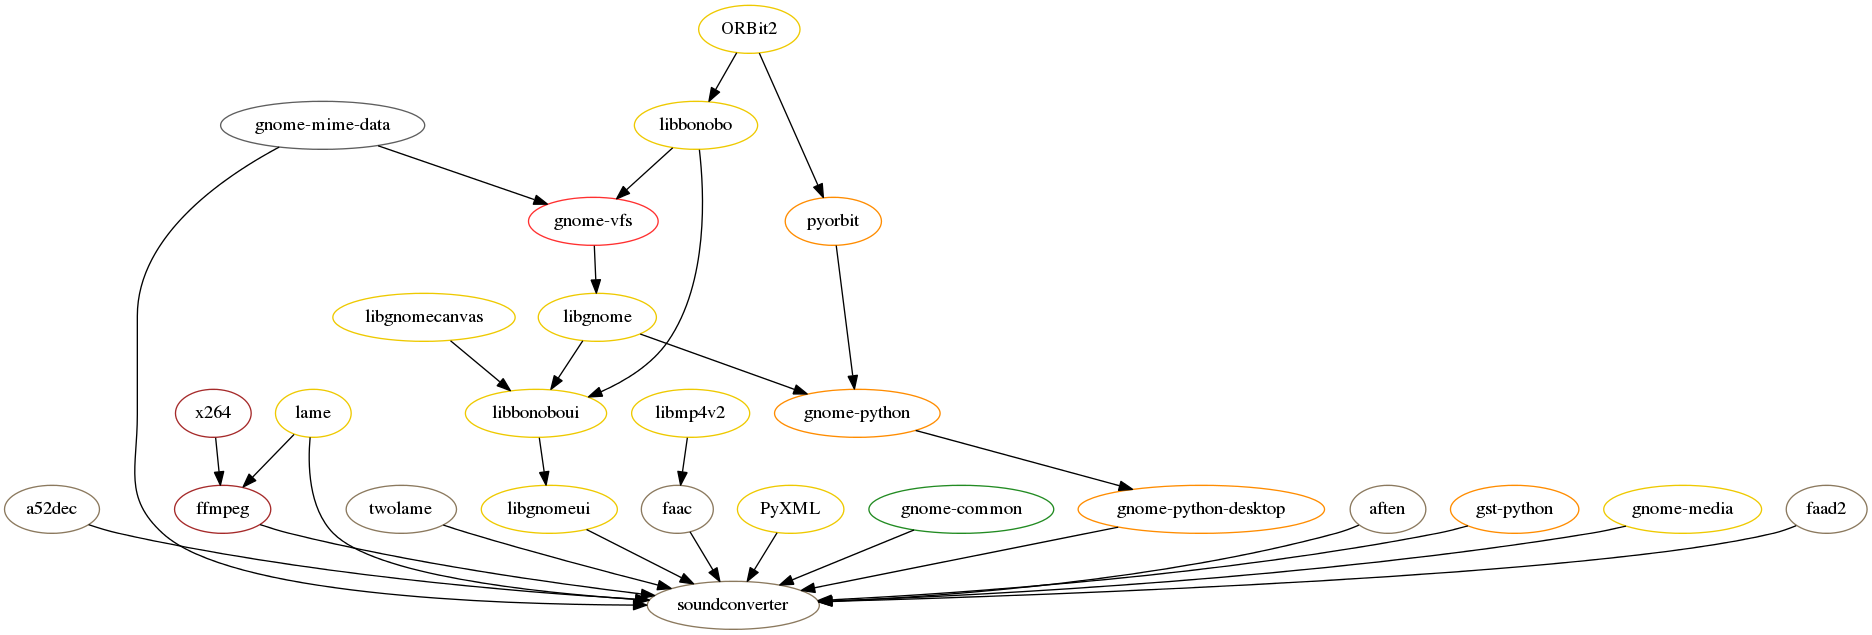 ORBit2
gnome-mime-data
libbonobo
gnome-vfs
pyorbit
libgnomecanvas
libgnome
x264
lame
libbonoboui
libmp4v2
gnome-python
a52dec
ffmpeg
twolame
libgnomeui
faac
PyXML
gnome-common
gnome-python-desktop
aften
gst-python
gnome-media
faad2
soundconverter